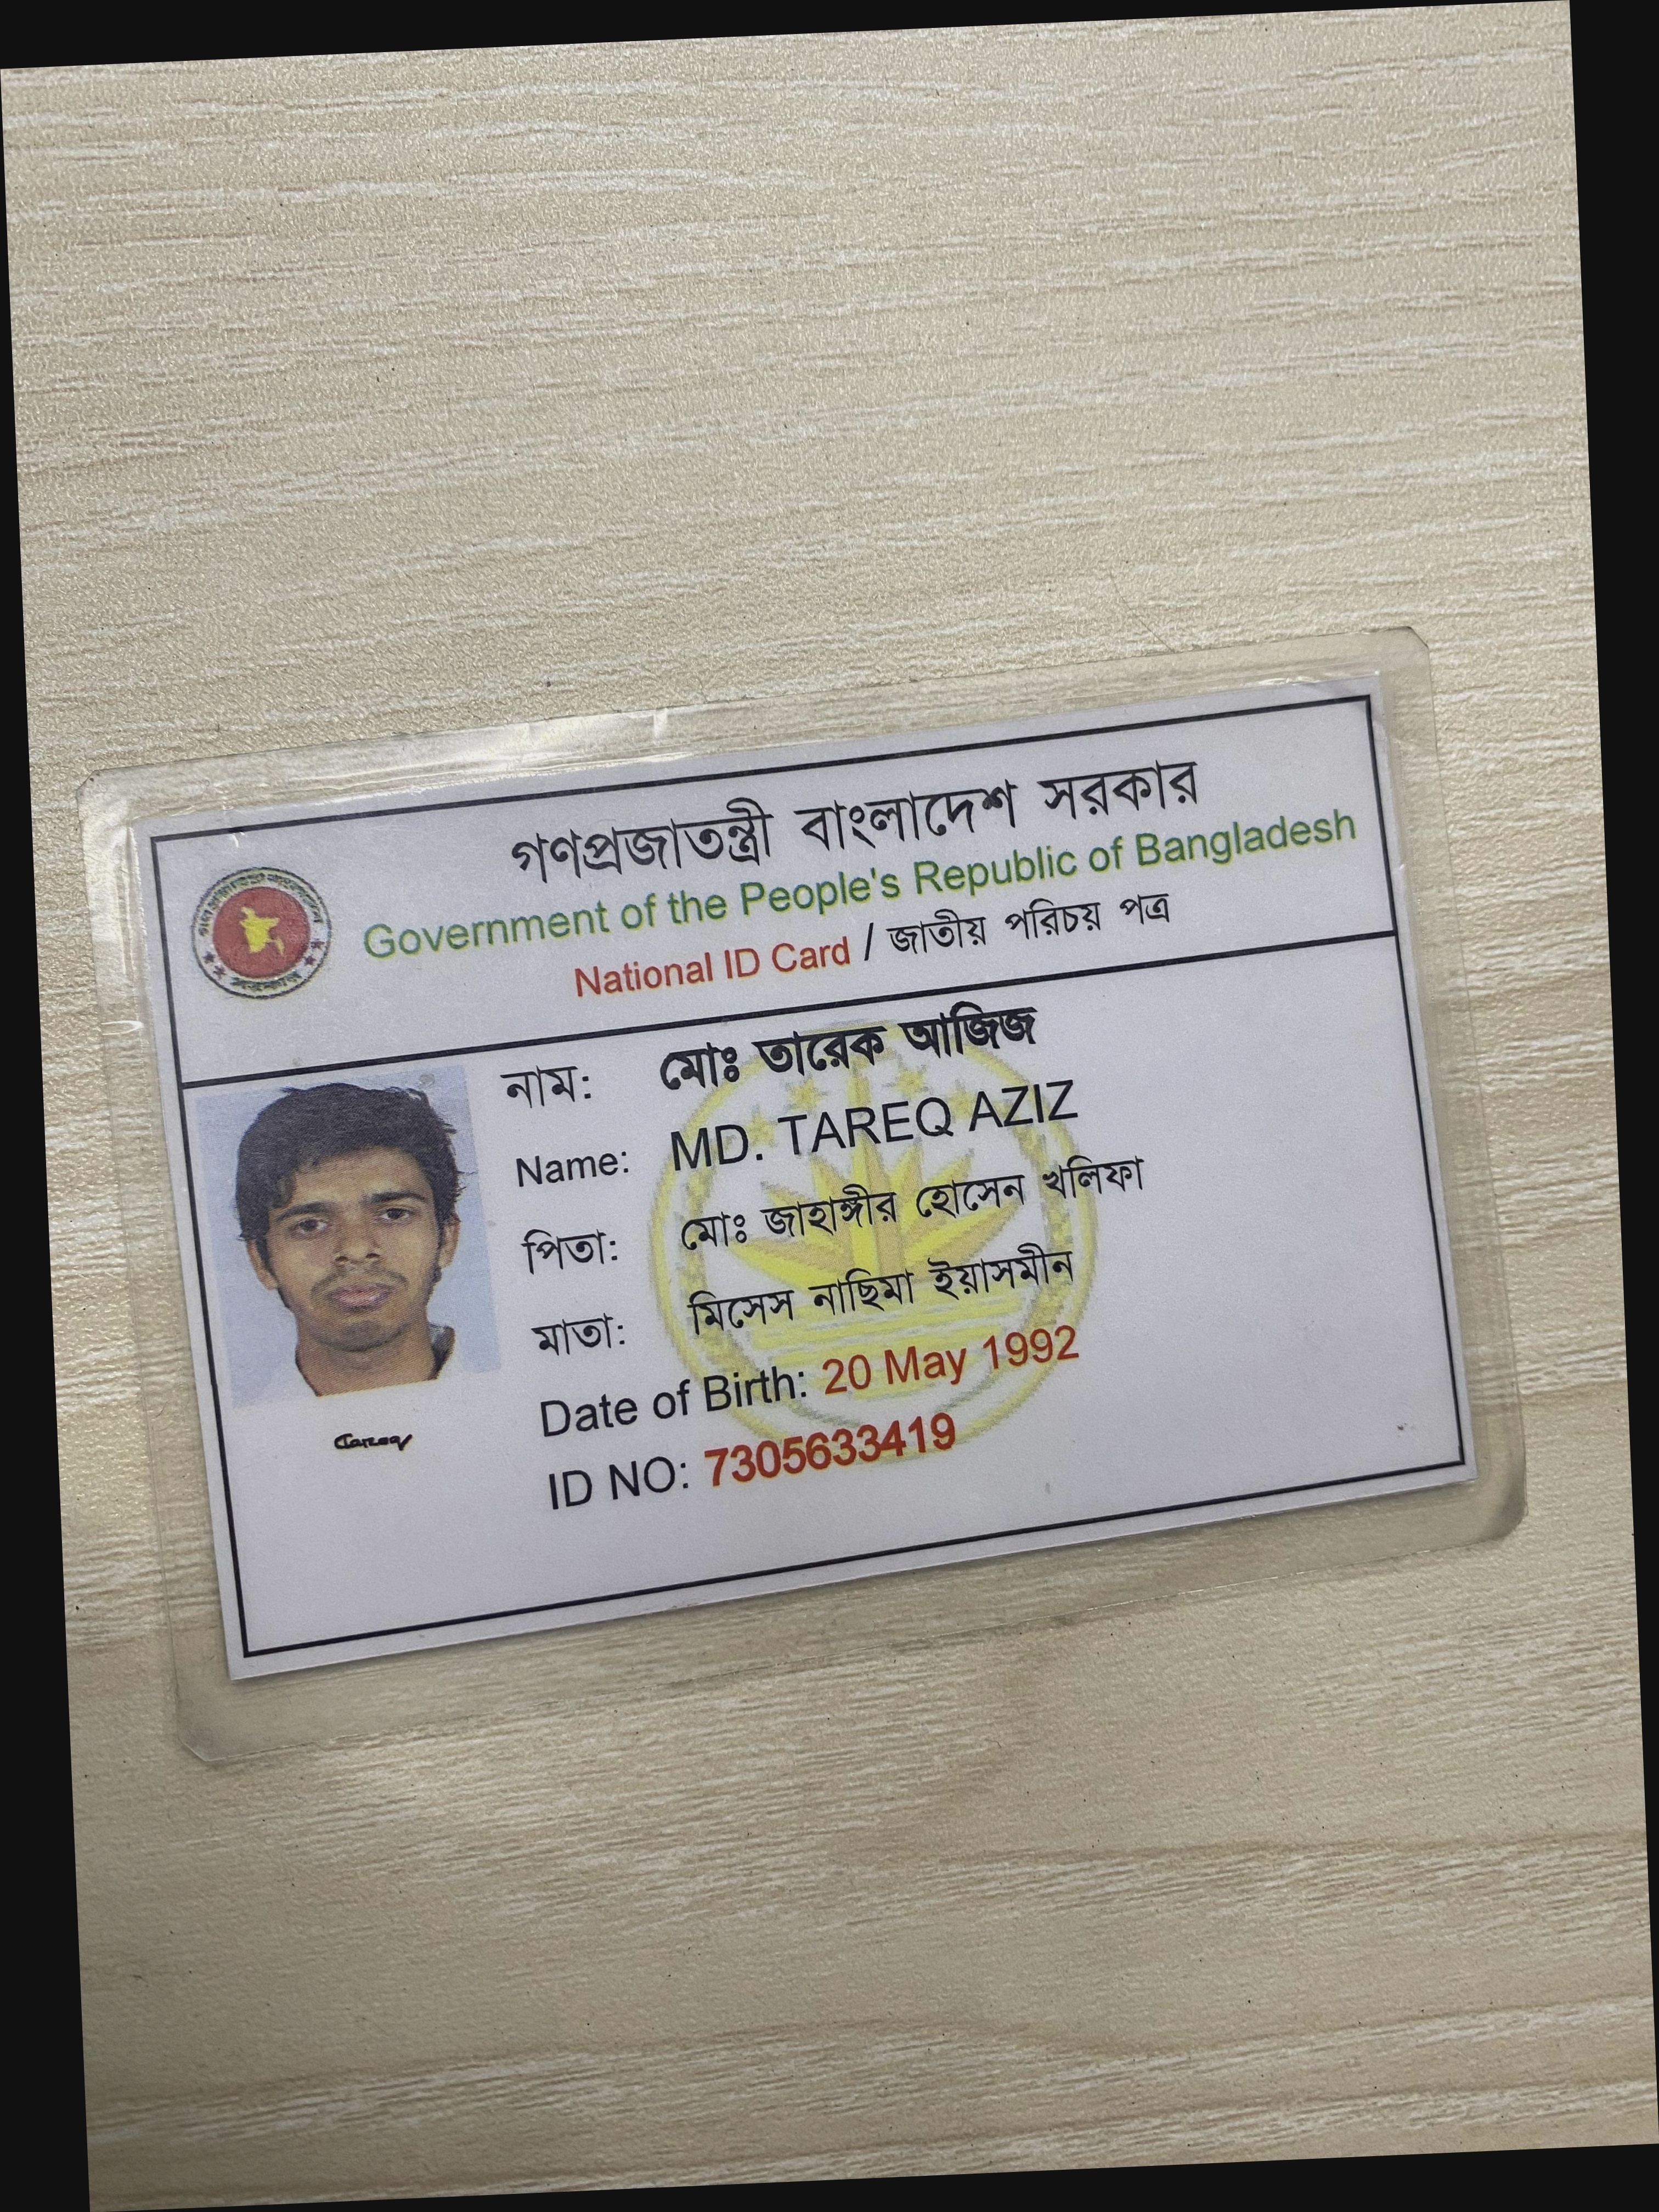 গণপ্রজাতন্ত্রী বাংলাদেশ সরকার
Government of the People's Republic of Bangladesh
National ID Card / জাতীয় পরিচয় পত্র
নাম: মোঃ তারেক আজিজ
Name: MD. TAREQ AZIZ
পিতা: মোঃ জাহাঙ্গীর হোসেন খলিফা
মাতা: মিসেস নাছিমা ইয়াসমীন
Date of Birth: 20 May 1992
ID NO: 7305633419
Tareq